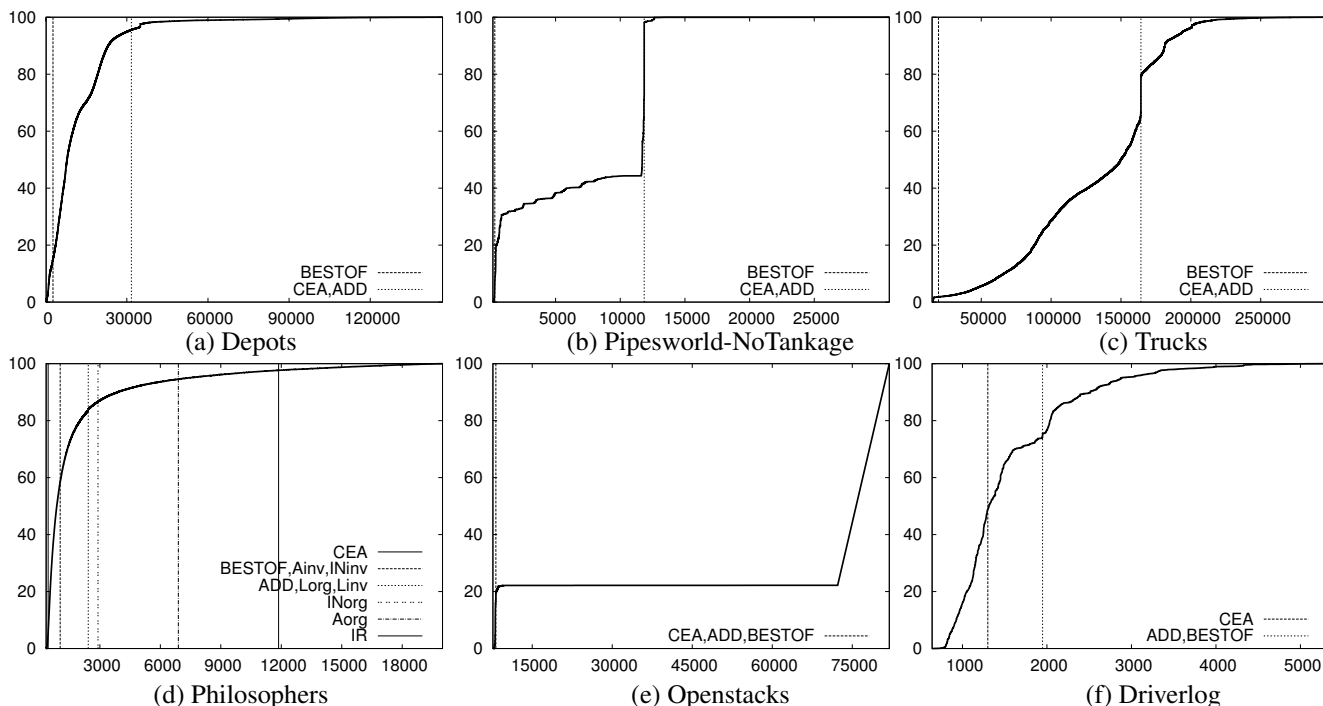 100
80
60
40
20
0
BESTOF
CEA,ADD
0 30000 60000 90000 120000
(a) Depots
100
80
60
40
20
0
BESTOF
CEA,ADD
5000 10000 15000 20000 25000
(b) Pipesworld-NoTankage
100
80
60
40
20
0
BESTOF
CEA,ADD
50000 100000 150000 200000 250000
(c) Trucks
100
80
60
40
20
0
CEA
BESTOF,Ainv,INinv
ADD,Lorg,Linv
INorg
Aorg
IR
3000 6000 9000 12000 15000 18000
(d) Philosophers
100
80
60
40
20
0
CEA,ADD,BESTOF
15000 30000 45000 60000 75000
(e) Openstacks
100
80
60
40
20
0
CEA
ADD,BESTOF
1000 2000 3000 4000 5000
(f) Driverlog